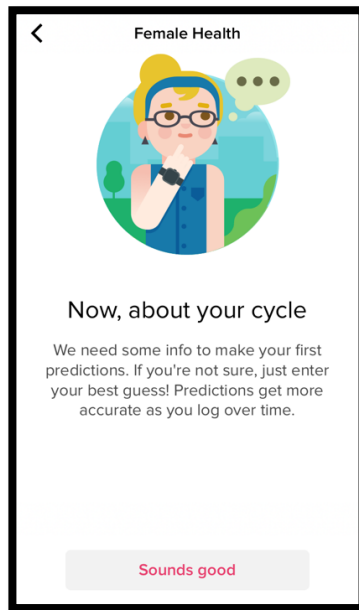 Female Health
Now, about your cycle
We need some info to make your first
predictions. If you're not sure, just enter
your best guess! Predictions get more
accurate as you log over time.
Sounds good